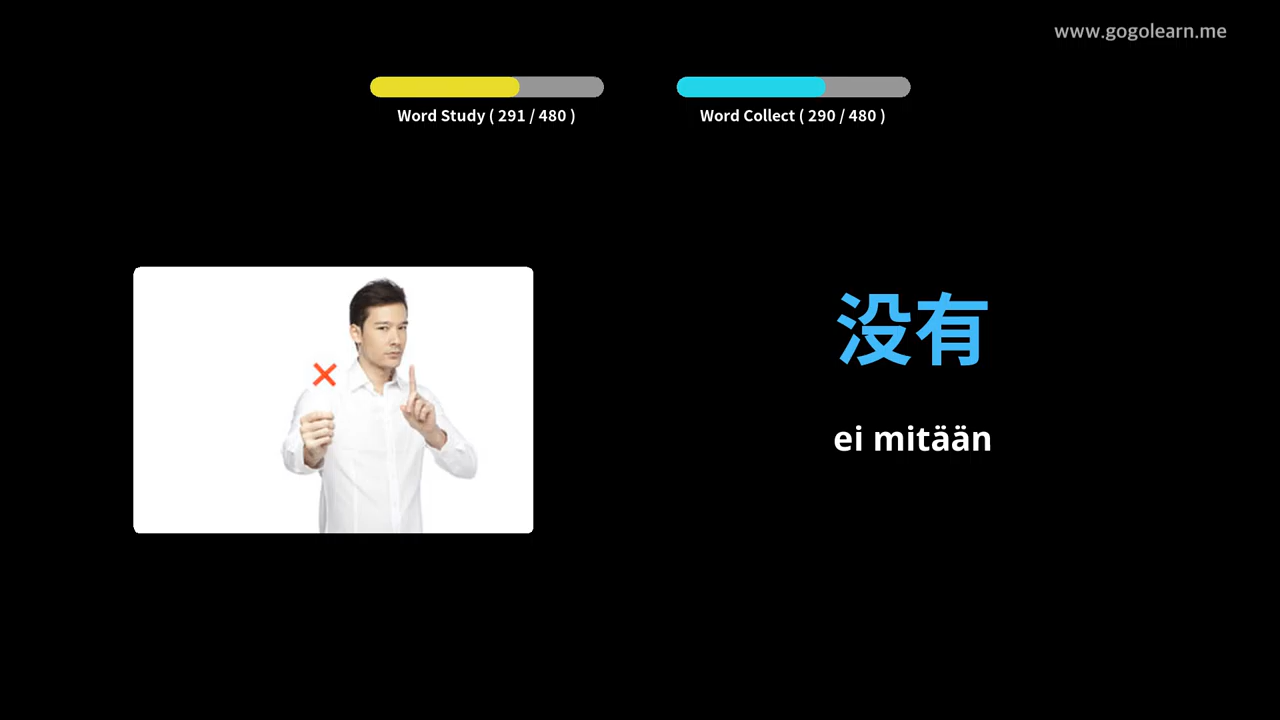 www.gogolearn.me
Word Study ( 291 / 480 )
Word Collect ( 290 / 480 )
没有
ei mitään